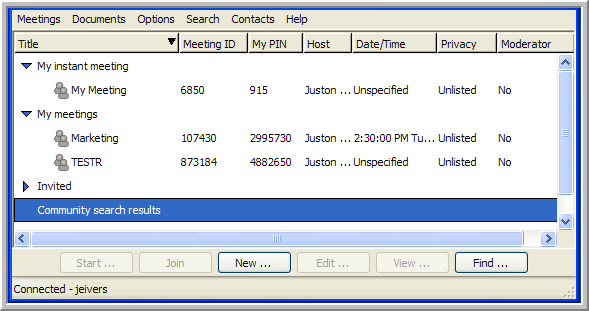 Meetings Documents Options Search Contacts Help
Title Meeting ID My PIN Host Date/Time Privacy Moderator
My instant meeting
My Meeting 6850 915 Juston ... Unspecified Unlisted No
My meetings
Marketing 107430 2995730 Juston ... 2:30:00 PM Tu... Unlisted No
TESTR 873184 4882650 Juston ... Unspecified Unlisted No
Invited
Community search results
Start ... Join New ... Edit ... View ... Find ...
Connected - jeivers